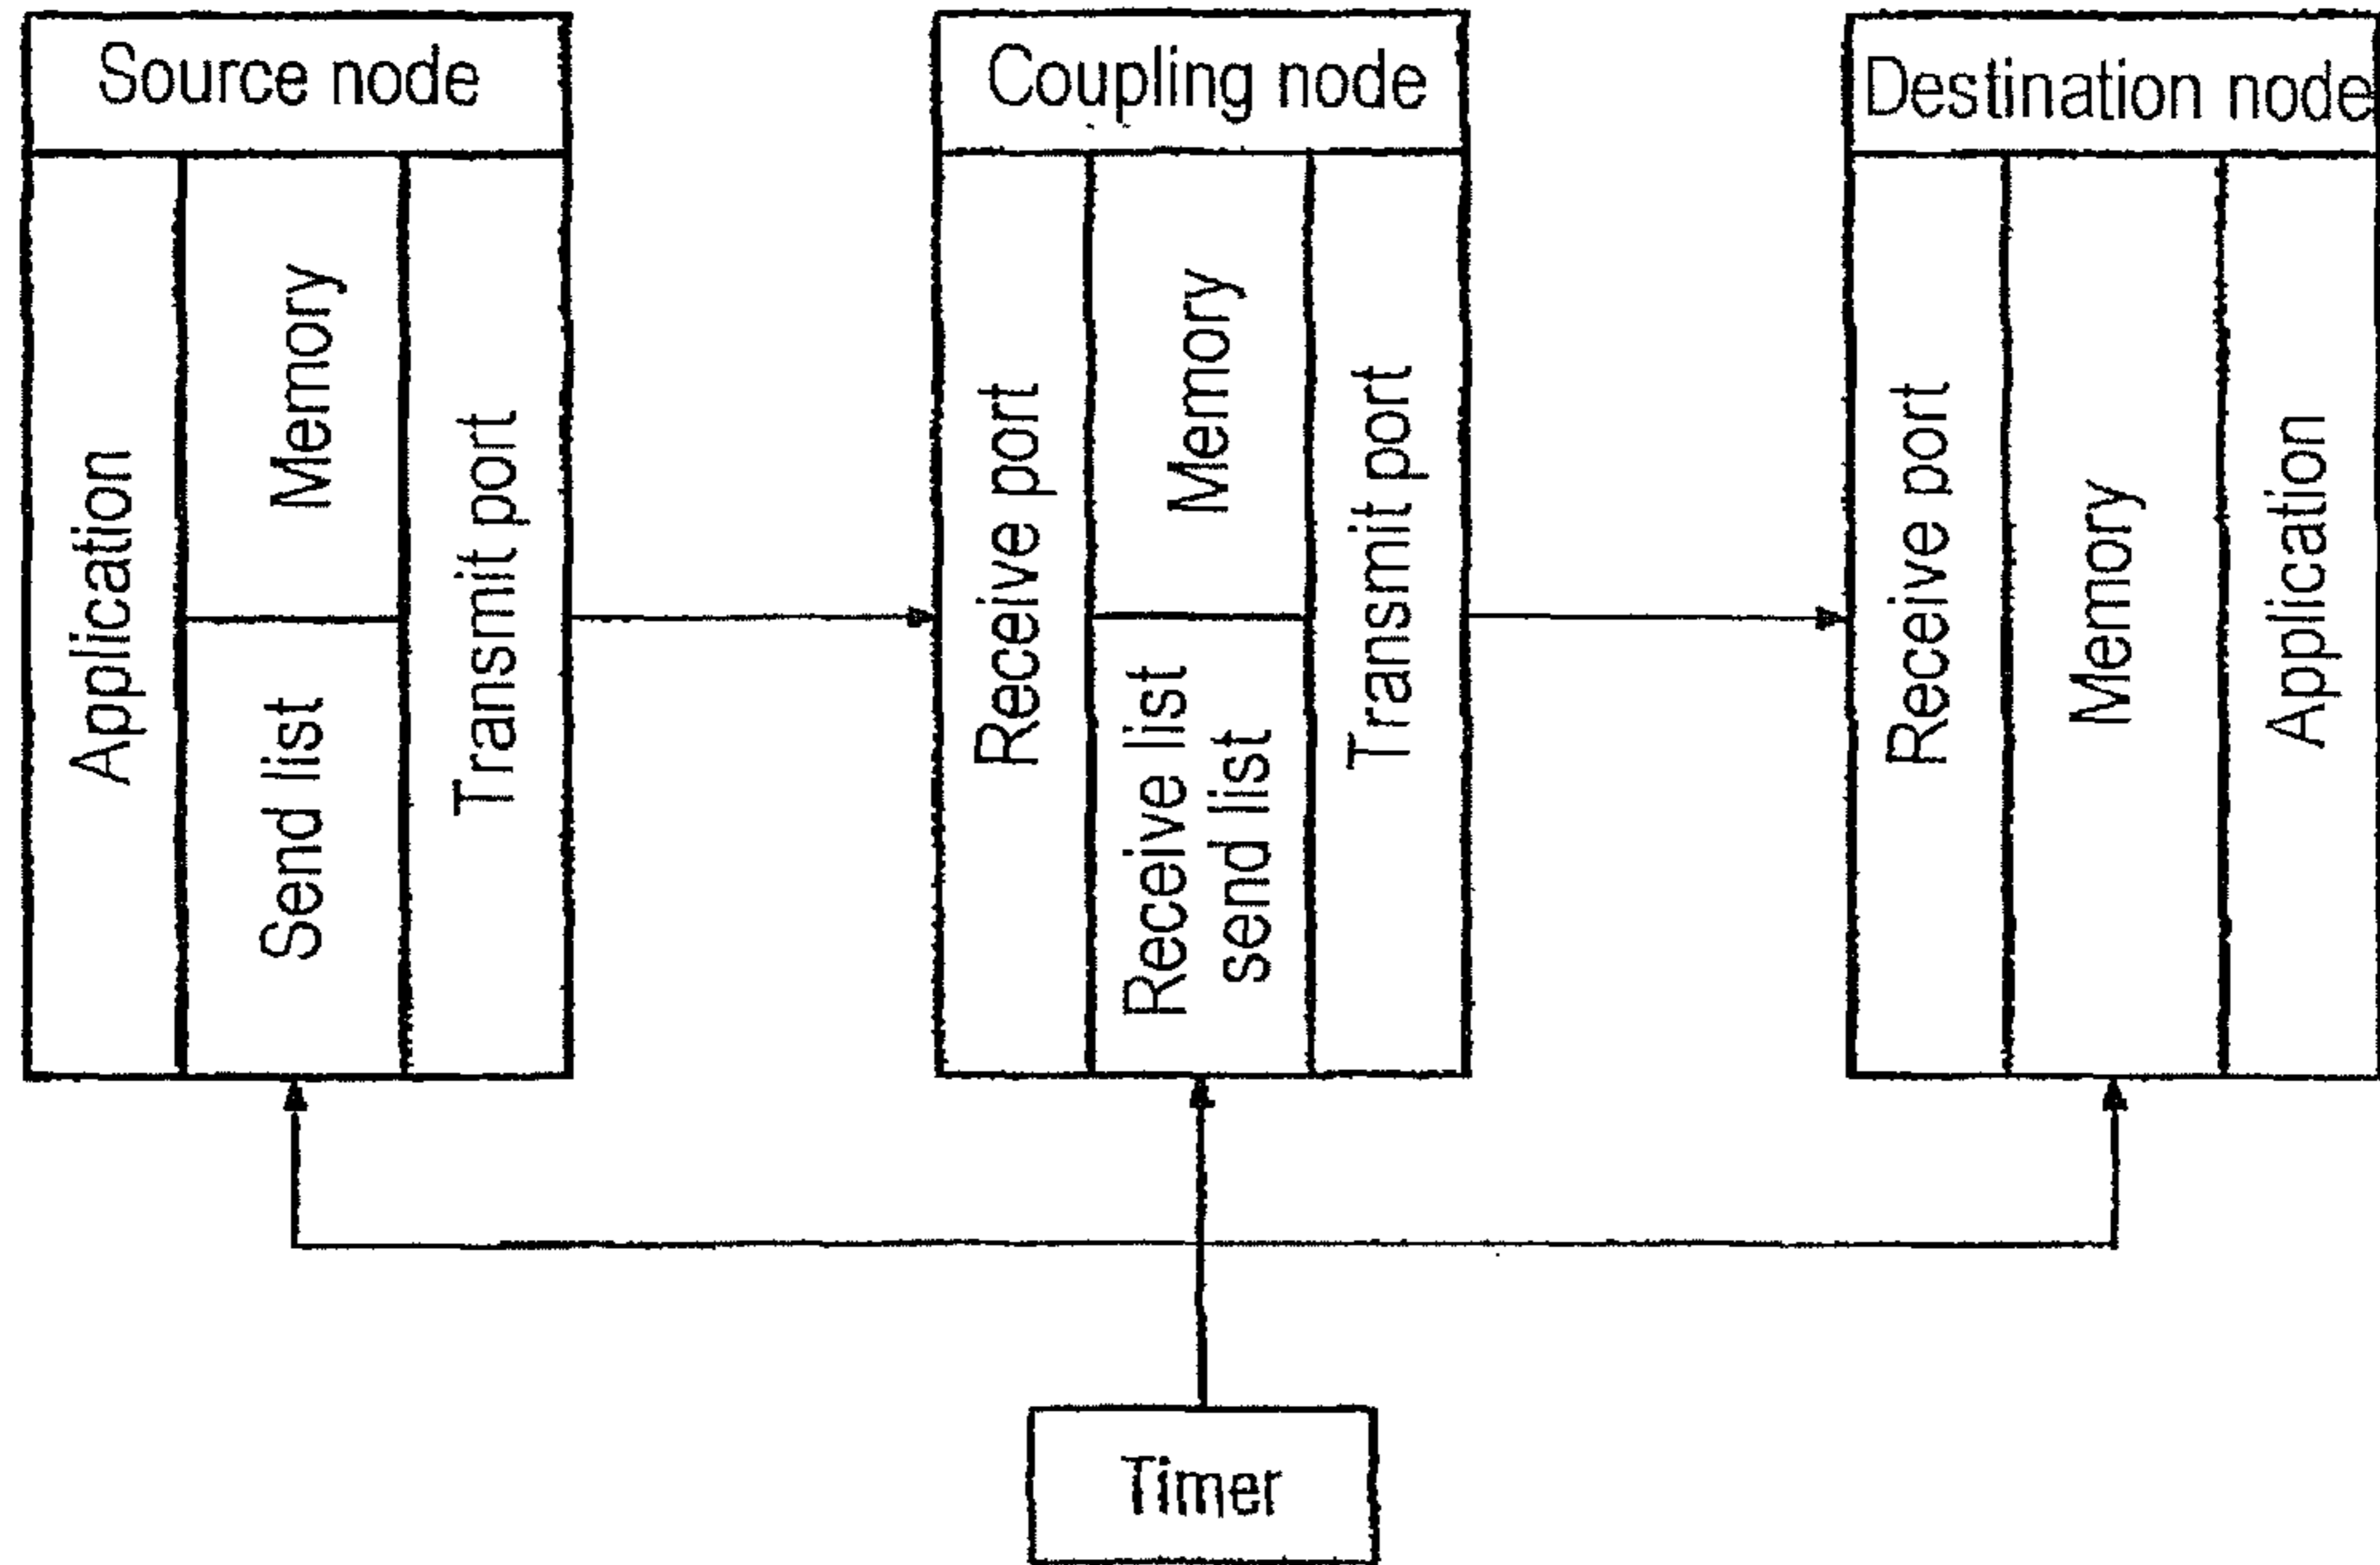 Source node
Application
Memory
Send list
Transmit port
Coupling node
Receive port
Memory
Receive list
send list
Transmit port
Destination node
Receive port
Memory
Application
Timer